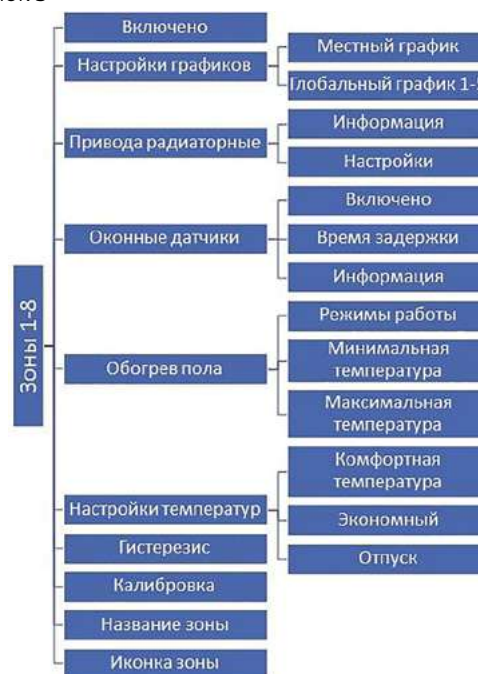 Зоны 1-8
Включено
Настройки графиков
Местный график
Глобальный график 1-5
Привода радиаторные
Информация
Настройки
Оконные датчики
Включено
Время задержки
Информация
Обогрев пола
Режимы работы
Минимальная
температура
Максимальная
температура
Настройки температур
Комфортная
температура
Экономный
Отпуск
Гистерезис
Калибровка
Название зоны
Иконка зоны